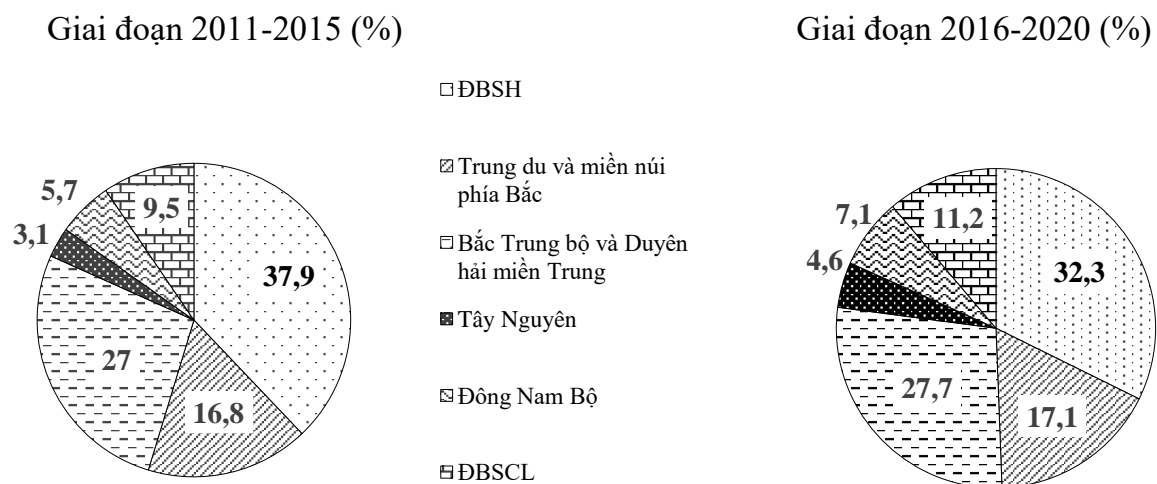 Giai đoạn 2011-2015 (%)
Giai đoạn 2016-2020 (%)
37,9
16,8
27
3,1
5,7
9,5
ĐBSH
Trung du và miền núi
phía Bắc
Bắc Trung bộ và Duyên
hải miền Trung
Tây Nguyên
Đông Nam Bộ
ĐBSCL
32,3
17,1
27,7
4,6
7,1
11,2